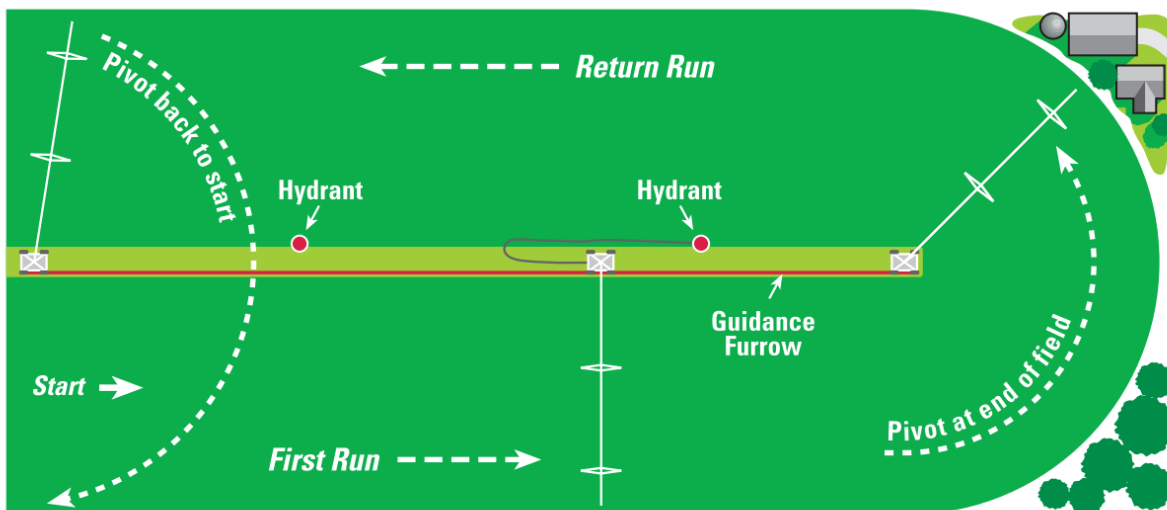 Pivot back to start
Return Run
Hydrant
Hydrant
Guidance
Furrow
Start
First Run
Pivot at end of field